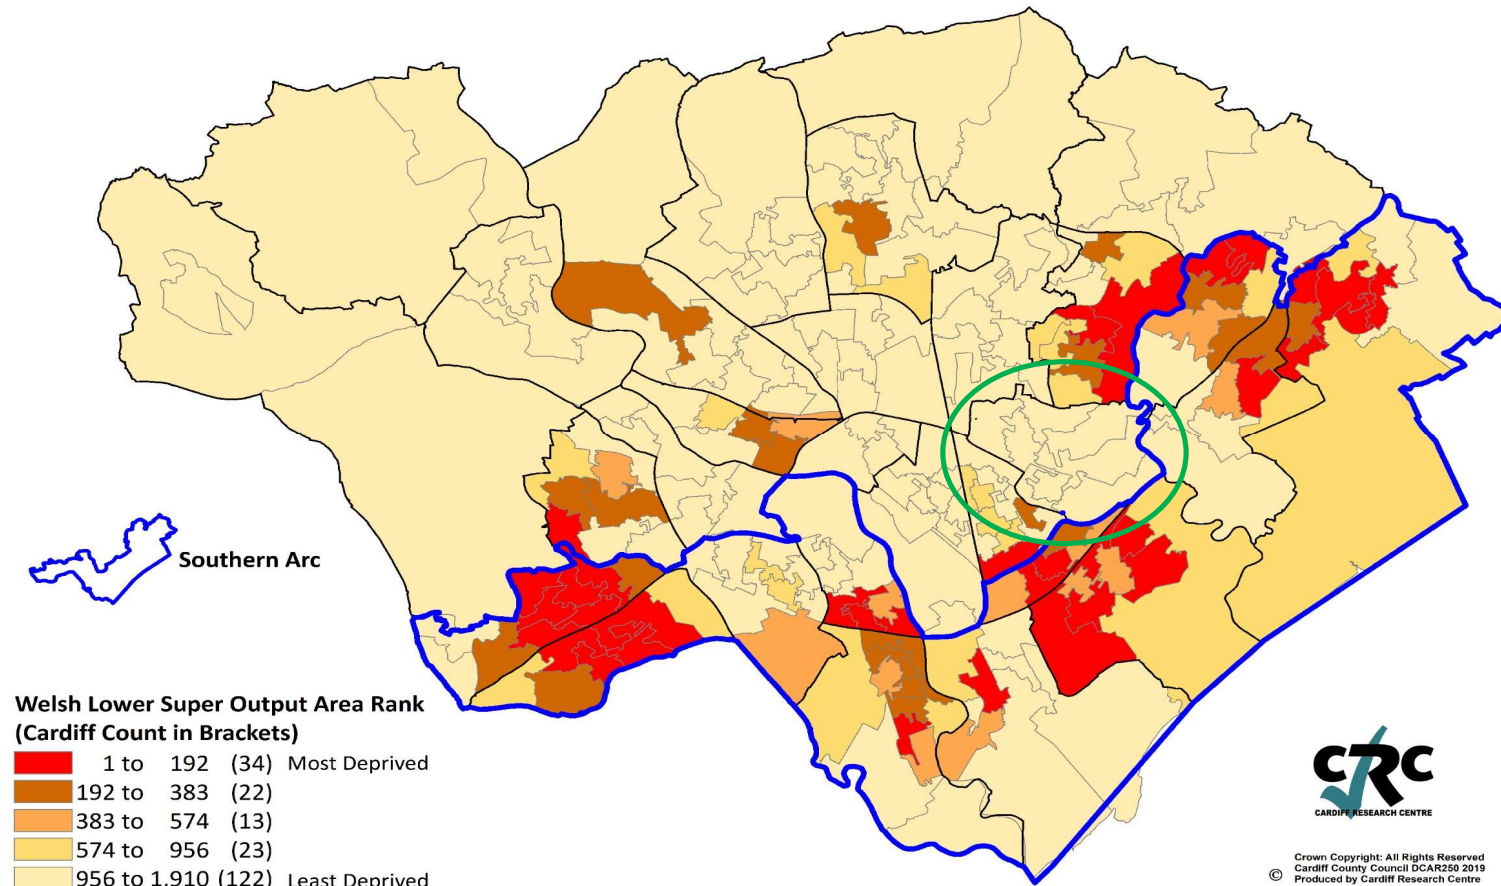 Southern Arc
Welsh Lower Super Output Area Rank
(Cardiff Count in Brackets)
1 to 192 (34) Most Deprived
192 to 383 (22)
383 to 574 (13)
574 to 956 (23)
956 to 1,910 (122) Least Deprived
CRC
CARDIFF RESEARCH CENTRE
Crown Copyright: All Rights Reserved
Cardiff County Council DCAR250 2019
© Produced by Cardiff Research Centre